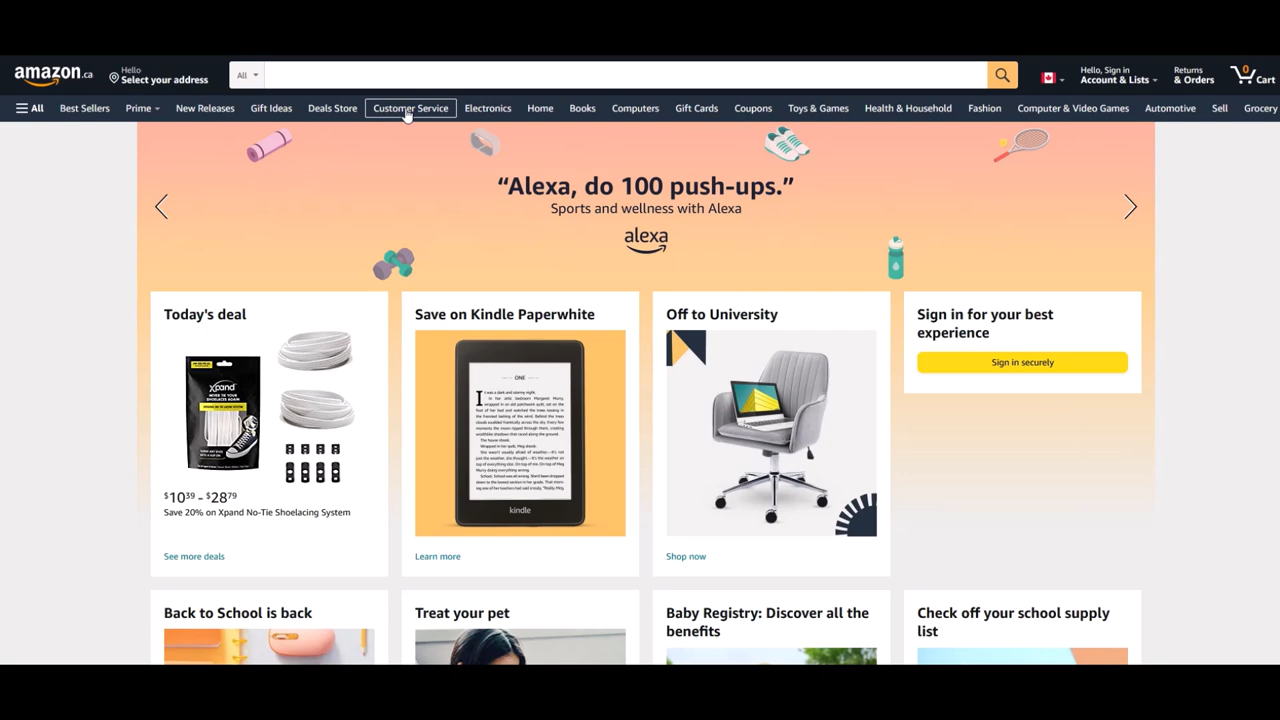 amazon.ca
Hello
Select your address
All
Hello, Sign in
Account & Lists
Returns
& Orders
0
Cart
All
Best Sellers
Prime
New Releases
Gift Ideas
Deals Store
Customer Service
Electronics
Home
Books
Computers
Gift Cards
Coupons
Toys & Games
Health & Household
Fashion
Computer & Video Games
Automotive
Sell
Grocery
“Alexa, do 100 push-ups.”
Sports and wellness with Alexa
alexa
Today's deal
xpand
NEVER TIE YOUR
SHOELACES AGAIN
$10.39 - $28.79
Save 20% on Xpand No-Tie Shoelacing System
See more deals
Save on Kindle Paperwhite
ONE
kindle
Learn more
Off to University
Shop now
Sign in for your best
experience
Sign in securely
Back to School is back
Treat your pet
Baby Registry: Discover all the
benefits
Check off your school supply
list